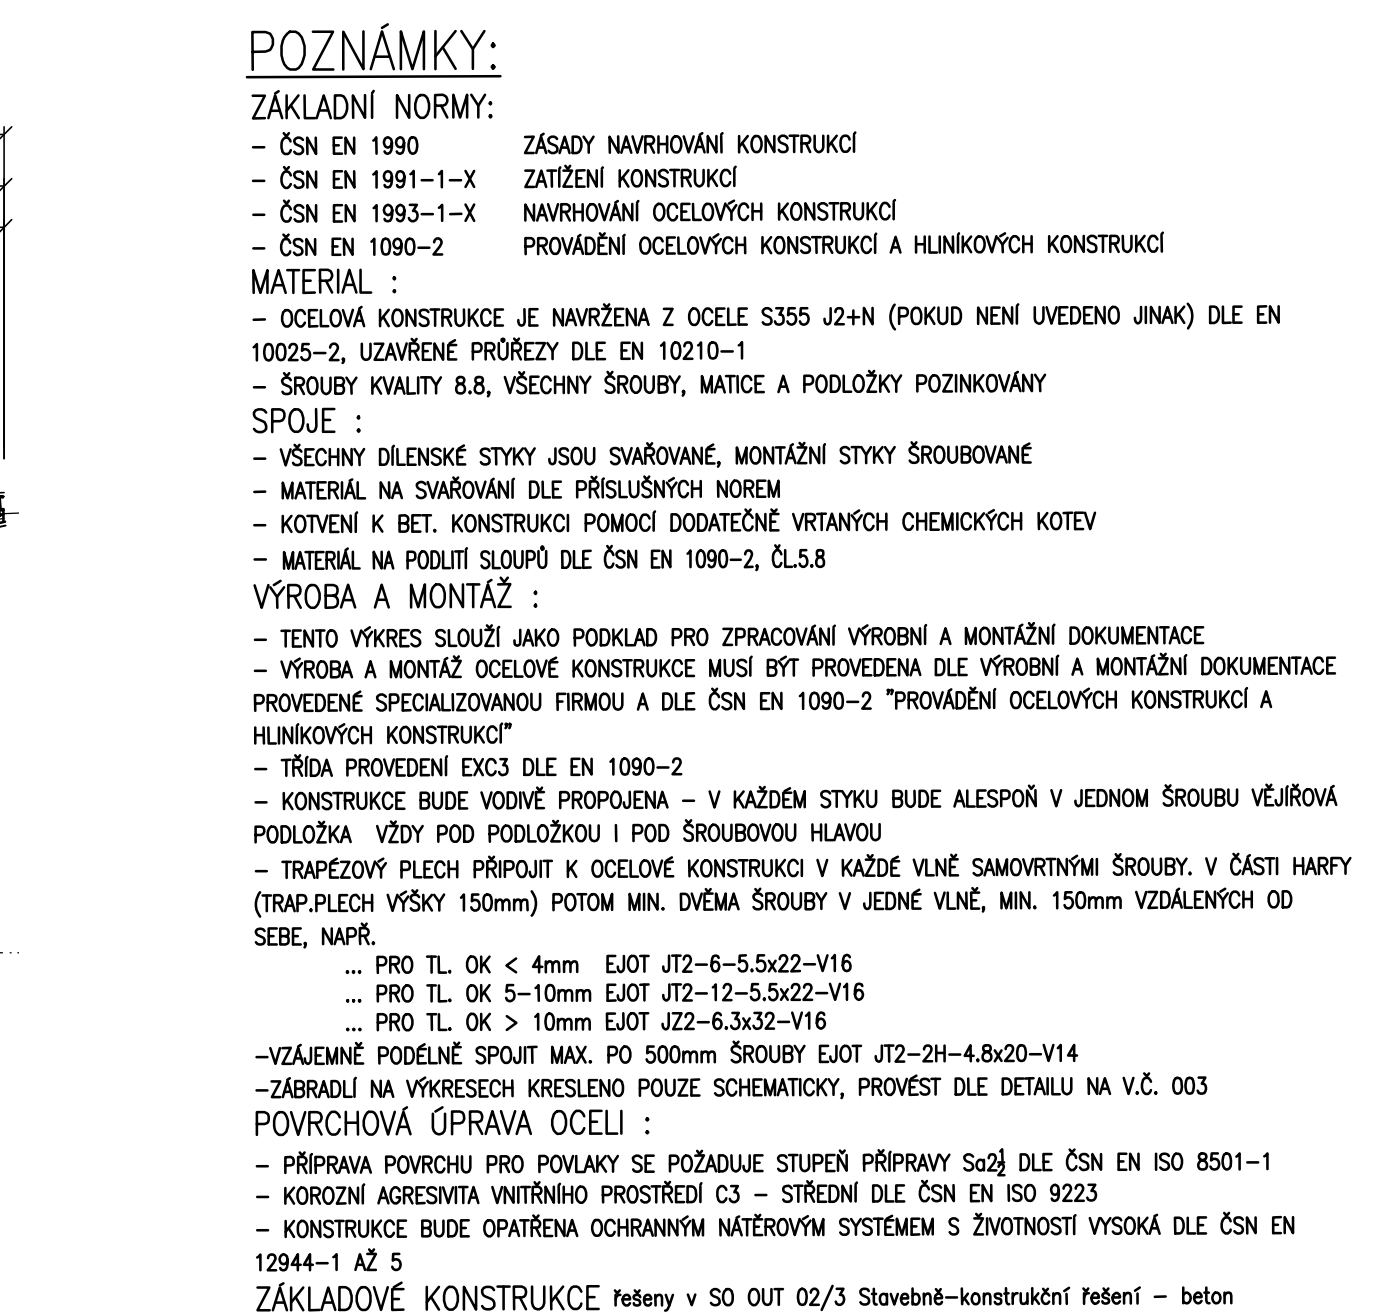 POZNÁMKY:
ZÁKLADNÍ NORMY:
- ČSN EN 1990 ZÁSADY NAVRHOVÁNÍ KONSTRUKCÍ
- ČSN EN 1991-1-X ZATÍŽENÍ KONSTRUKCÍ
- ČSN EN 1993-1-X NAVRHOVÁNÍ OCELOVÝCH KONSTRUKCÍ
- ČSN EN 1090-2 PROVÁDĚNÍ OCELOVÝCH KONSTRUKCÍ A HLINÍKOVÝCH KONSTRUKCÍ
MATERIAL :
- OCELOVÁ KONSTRUKCE JE NAVRŽENA Z OCELE S355 J2+N (POKUD NENÍ UVEDENO JINAK) DLE EN
10025-2, UZAVŘENÉ PRŮŘEZY DLE EN 10210-1
- ŠROUBY KVALITY 8.8, VŠECHNY ŠROUBY, MATICE A PODLOŽKY POZINKOVÁNY
SPOJE :
- VŠECHNY DÍLENSKÉ STYKY JSOU SVAŘOVANÉ, MONTÁŽNÍ STYKY ŠROUBOVANÉ
- MATERIÁL NA SVAŘOVÁNÍ DLE PŘÍSLUŠNÝCH NOREM
- KOTVENÍ K BET. KONSTRUKCI POMOCÍ DODATEČNĚ VRTANÝCH CHEMICKÝCH KOTEV
- MATERIÁL NA PODLITÍ SLOUPŮ DLE ČSN EN 1090-2, ČL.5.8
VÝROBA A MONTÁŽ :
- TENTO VÝKRES SLOUŽÍ JAKO PODKLAD PRO ZPRACOVÁNÍ VÝROBNÍ A MONTÁŽNÍ DOKUMENTACE
- VÝROBA A MONTÁŽ OCELOVÉ KONSTRUKCE MUSÍ BÝT PROVEDENA DLE VÝROBNÍ A MONTÁŽNÍ DOKUMENTACE
PROVEDENÉ SPECIALIZOVANOU FIRMOU A DLE ČSN EN 1090-2 "PROVÁDĚNÍ OCELOVÝCH KONSTRUKCÍ A
HLINÍKOVÝCH KONSTRUKCÍ"
- TŘÍDA PROVEDENÍ EXC3 DLE EN 1090-2
- KONSTRUKCE BUDE VODIVĚ PROPOJENA - V KAŽDÉM STYKU BUDE ALESPOŇ V JEDNOM ŠROUBU VĚJÍŘOVÁ
PODLOŽKA VŽDY POD PODLOŽKOU I POD ŠROUBOVOU HLAVOU
- TRAPÉZOVÝ PLECH PŘIPOJIT K OCELOVÉ KONSTRUKCI V KAŽDÉ VLNĚ SAMOVRTNÝMI ŠROUBY. V ČÁSTI HARFY
(TRAP.PLECH VÝŠKY 150mm) POTOM MIN. DVĚMA ŠROUBY V JEDNÉ VLNĚ, MIN. 150mm VZDÁLENÝCH OD
SEBE, NAPŘ.
... PRO TL. OK < 4mm EJOT JT2-6-5.5x22-V16
... PRO TL. OK 5-10mm EJOT JT2-12-5.5x22-V16
... PRO TL. OK > 10mm EJOT JZ2-6.3x32-V16
-VZÁJEMNĚ PODÉLNĚ SPOJIT MAX. PO 500mm ŠROUBY EJOT JT2-2H-4.8x20-V14
-ZÁBRADLÍ NA VÝKRESECH KRESLENO POUZE SCHEMATICKY, PROVÉST DLE DETAILU NA V.Č. 003
POVRCHOVÁ ÚPRAVA OCELI :
- PŘÍPRAVA POVRCHU PRO POVLAKY SE POŽADUJE STUPEŇ PŘÍPRAVY Sa2½ DLE ČSN EN ISO 8501-1
- KOROZNÍ AGRESIVITA VNITŘNÍHO PROSTŘEDÍ C3 - STŘEDNÍ DLE ČSN EN ISO 9223
- KONSTRUKCE BUDE OPATŘENA OCHRANNÝM NÁTĚROVÝM SYSTÉMEM S ŽIVOTNOSTÍ VYSOKÁ DLE ČSN EN
12944-1 AŽ 5
ZÁKLADOVÉ KONSTRUKCE řešeny v SO OUT 02/3 Stavebně-konstrukční řešení - beton